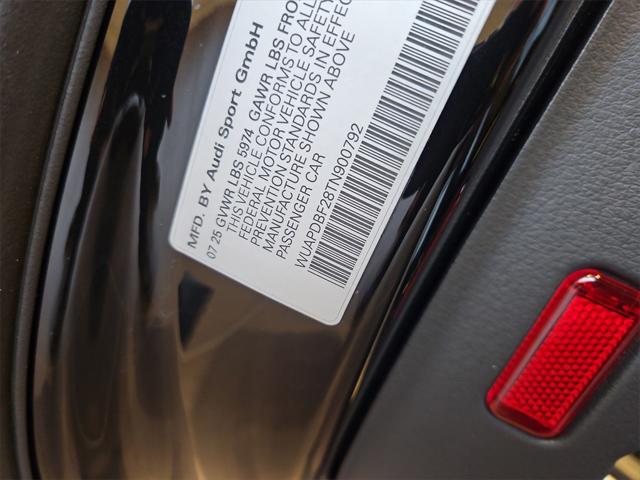 MFD. BY Audi Sport GmbH
07 25 GVWR LBS 5974 GAWR LBS FRO
THIS VEHICLE CONFORMS TO ALL
FEDERAL MOTOR VEHICLE SAFETY
PREVENTION STANDARDS IN EFFEC
MANUFACTURE SHOWN ABOVE
PASSENGER CAR
WUAPDBF28TN900792